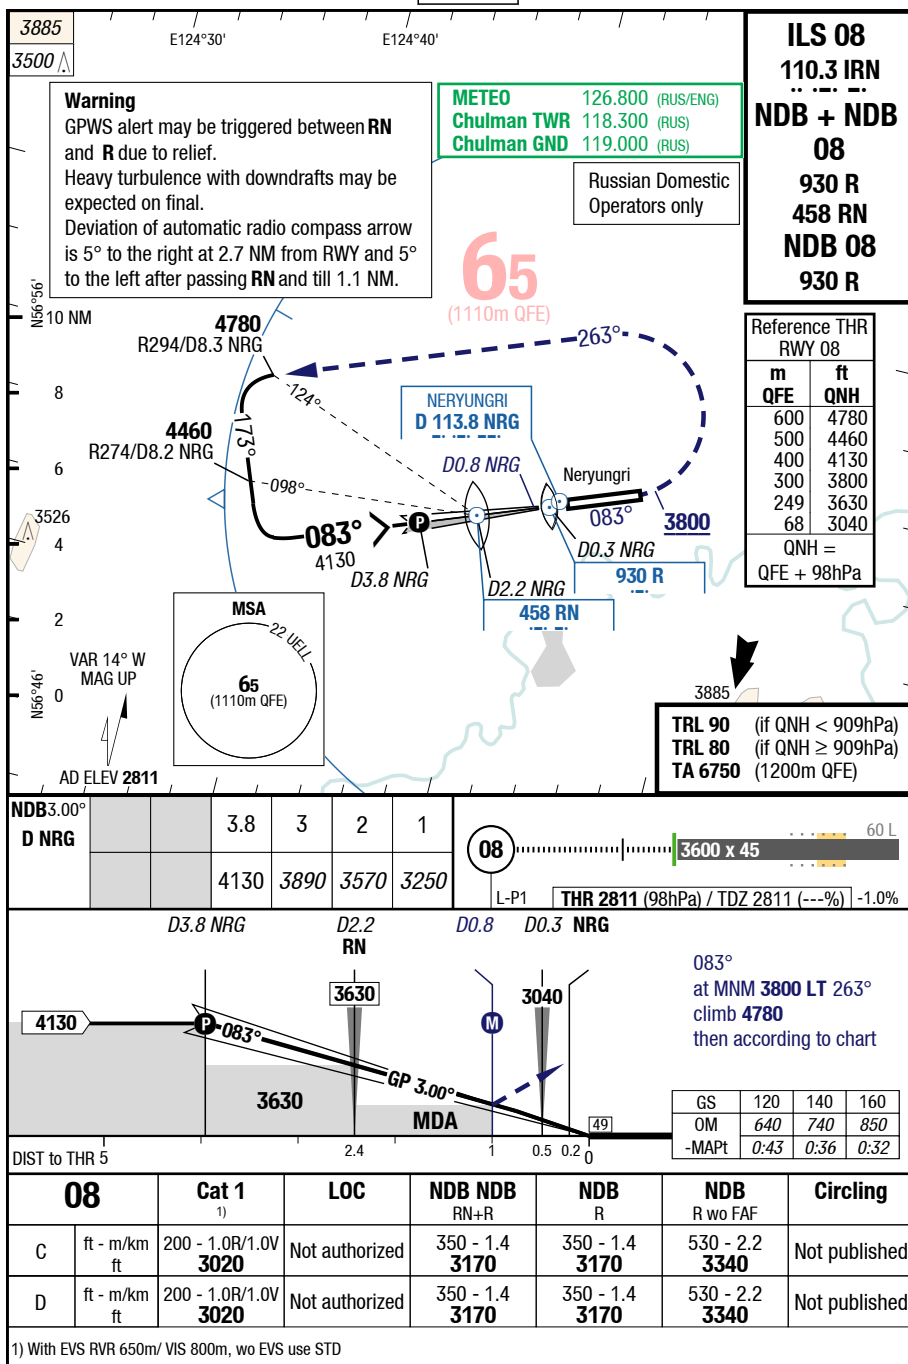 3885
3500
E124°30'
E124°40'
ILS 08
110.3 IRN
NDB + NDB
08
930 R
458 RN
NDB 08
930 R
Warning
GPWS alert may be triggered between RN
and R due to relief.
Heavy turbulence with downdrafts may be
expected on final.
Deviation of automatic radio compass arrow
is 5° to the right at 2.7 NM from RWY and 5°
to the left after passing RN and till 1.1 NM.
METEO 126.800 (RUS/ENG)
Chulman TWR 118.300 (RUS)
Chulman GND 119.000 (RUS)
Russian Domestic
Operators only
65
(1110m QFE)
N56°56'
10 NM
8
6
4
2
0
N56°46'
4780
R294/D8.3 NRG
263°
124°
173°
4460
R274/D8.2 NRG
098°
NERYUNGRI
D 113.8 NRG
D0.8 NRG
Neryungri
083°
4130
P
083°
3800
D3.8 NRG
D0.3 NRG
D2.2 NRG
930 R
458 RN
3526
Reference THR
RWY 08
m ft
QFE QNH
600 4780
500 4460
400 4130
300 3800
249 3630
68 3040
QNH =
QFE + 98hPa
MSA
22 UELL
65
(1110m QFE)
VAR 14° W
MAG UP
AD ELEV 2811
3885
TRL 90 (if QNH < 909hPa)
TRL 80 (if QNH ≥ 909hPa)
TA 6750 (1200m QFE)
NDB 3.00°
D NRG
3.8 3 2 1
4130 3890 3570 3250
08
60 L
3600 x 45
L-P1
THR 2811 (98hPa) / TDZ 2811 (---%) -1.0%
D3.8 NRG D2.2 D0.8 D0.3 NRG
RN
3630
3040
4130
P
083°
M
GP 3.00°
3630
MDA
49
083°
at MNM 3800 LT 263°
climb 4780
then according to chart
DIST to THR 5 2.4 1 0.5 0.2 0
GS 120 140 160
OM 640 740 850
-MAPt 0:43 0:36 0:32
08 Cat 1 LOC NDB NDB NDB NDB Circling
1) RN+R R R wo FAF
C ft - m/km 200 - 1.0R/1.0V Not authorized 350 - 1.4 350 - 1.4 530 - 2.2 Not published
ft 3020 3170 3170 3340
D ft - m/km 200 - 1.0R/1.0V Not authorized 350 - 1.4 350 - 1.4 530 - 2.2 Not published
ft 3020 3170 3170 3340
1) With EVS RVR 650m/ VIS 800m, wo EVS use STD